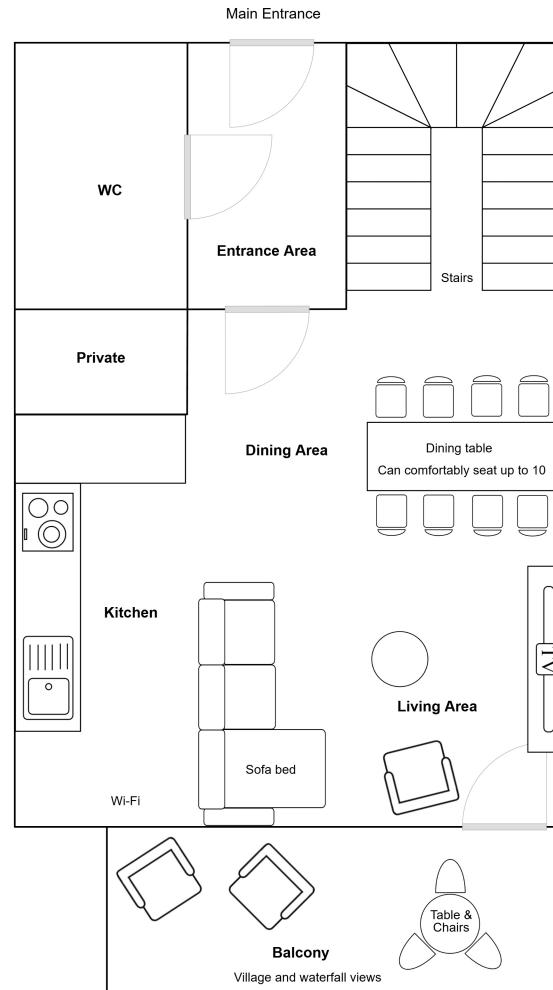 Main Entrance
WC
Entrance Area
Stairs
Private
Dining Area
Dining table
Can comfortably seat up to 10
Kitchen
TV
Living Area
Sofa bed
Wi-Fi
Table &
Chairs
Balcony
Village and waterfall views